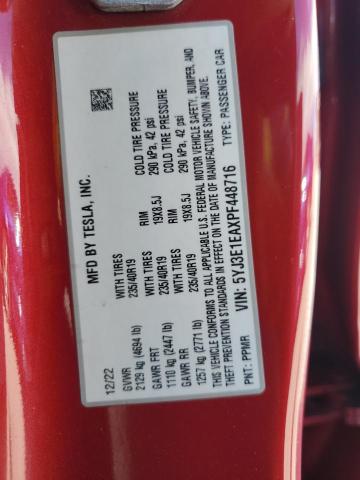 MFD BY TESLA, INC.
12/22
GVWR
2129 kg (4694 lb)
GAWR FRT WITH TIRES RIM COLD TIRE PRESSURE
1110 kg (2447 lb) 235/40R19 19X8.5J 290 kPa, 42 psi
GAWR RR WITH TIRES RIM COLD TIRE PRESSURE
1257 kg (2771 lb) 235/40R19 19X8.5J 290 kPa, 42 psi
THIS VEHICLE CONFORMS TO ALL APPLICABLE U.S. FEDERAL MOTOR VEHICLE SAFETY, BUMPER, AND
THEFT PREVENTION STANDARDS IN EFFECT ON THE DATE OF MANUFACTURE SHOWN ABOVE.
VIN: 5YJ3E1EAXPF448716 TYPE: PASSENGER CAR
PAINT: PPMR